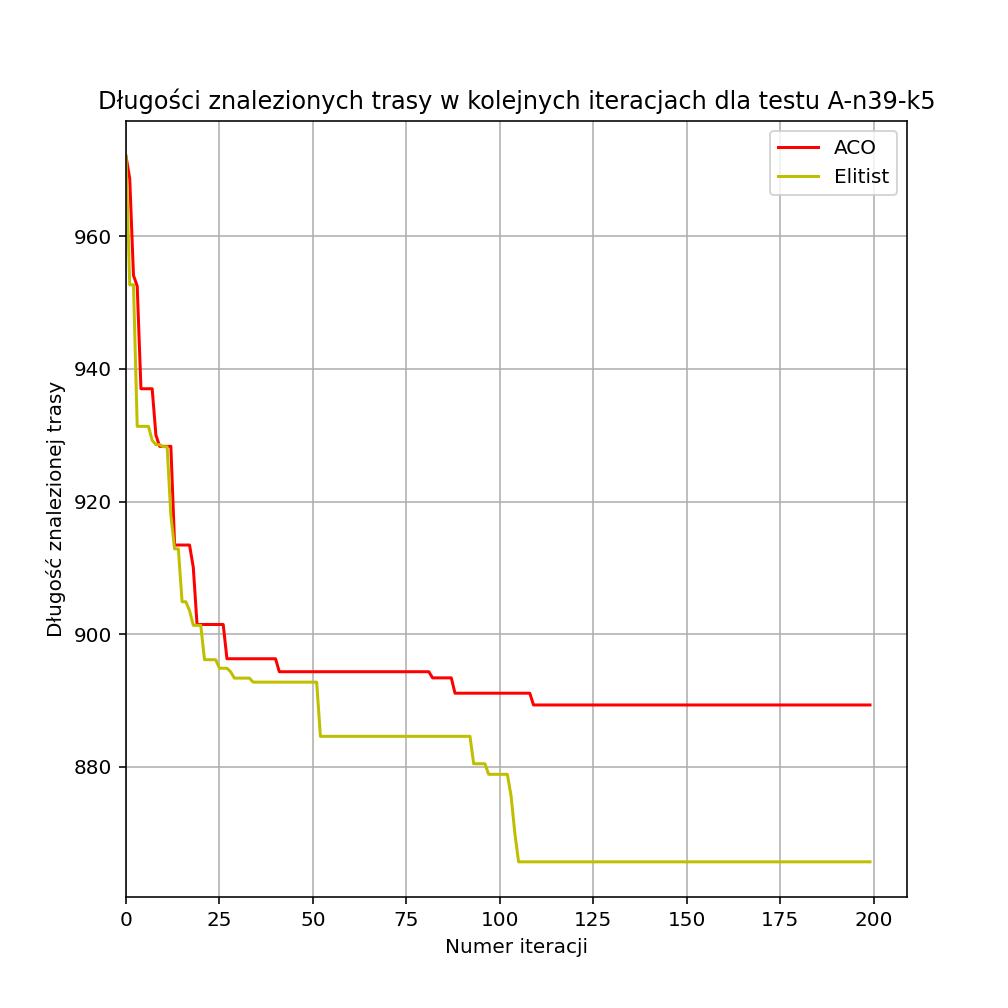 Długości znalezionych trasy w kolejnych iteracjach dla testu A-n39-k5
ACO
Elitist
960
940
920
900
880
Długość znalezionej trasy
0 25 50 75 100 125 150 175 200
Numer iteracji